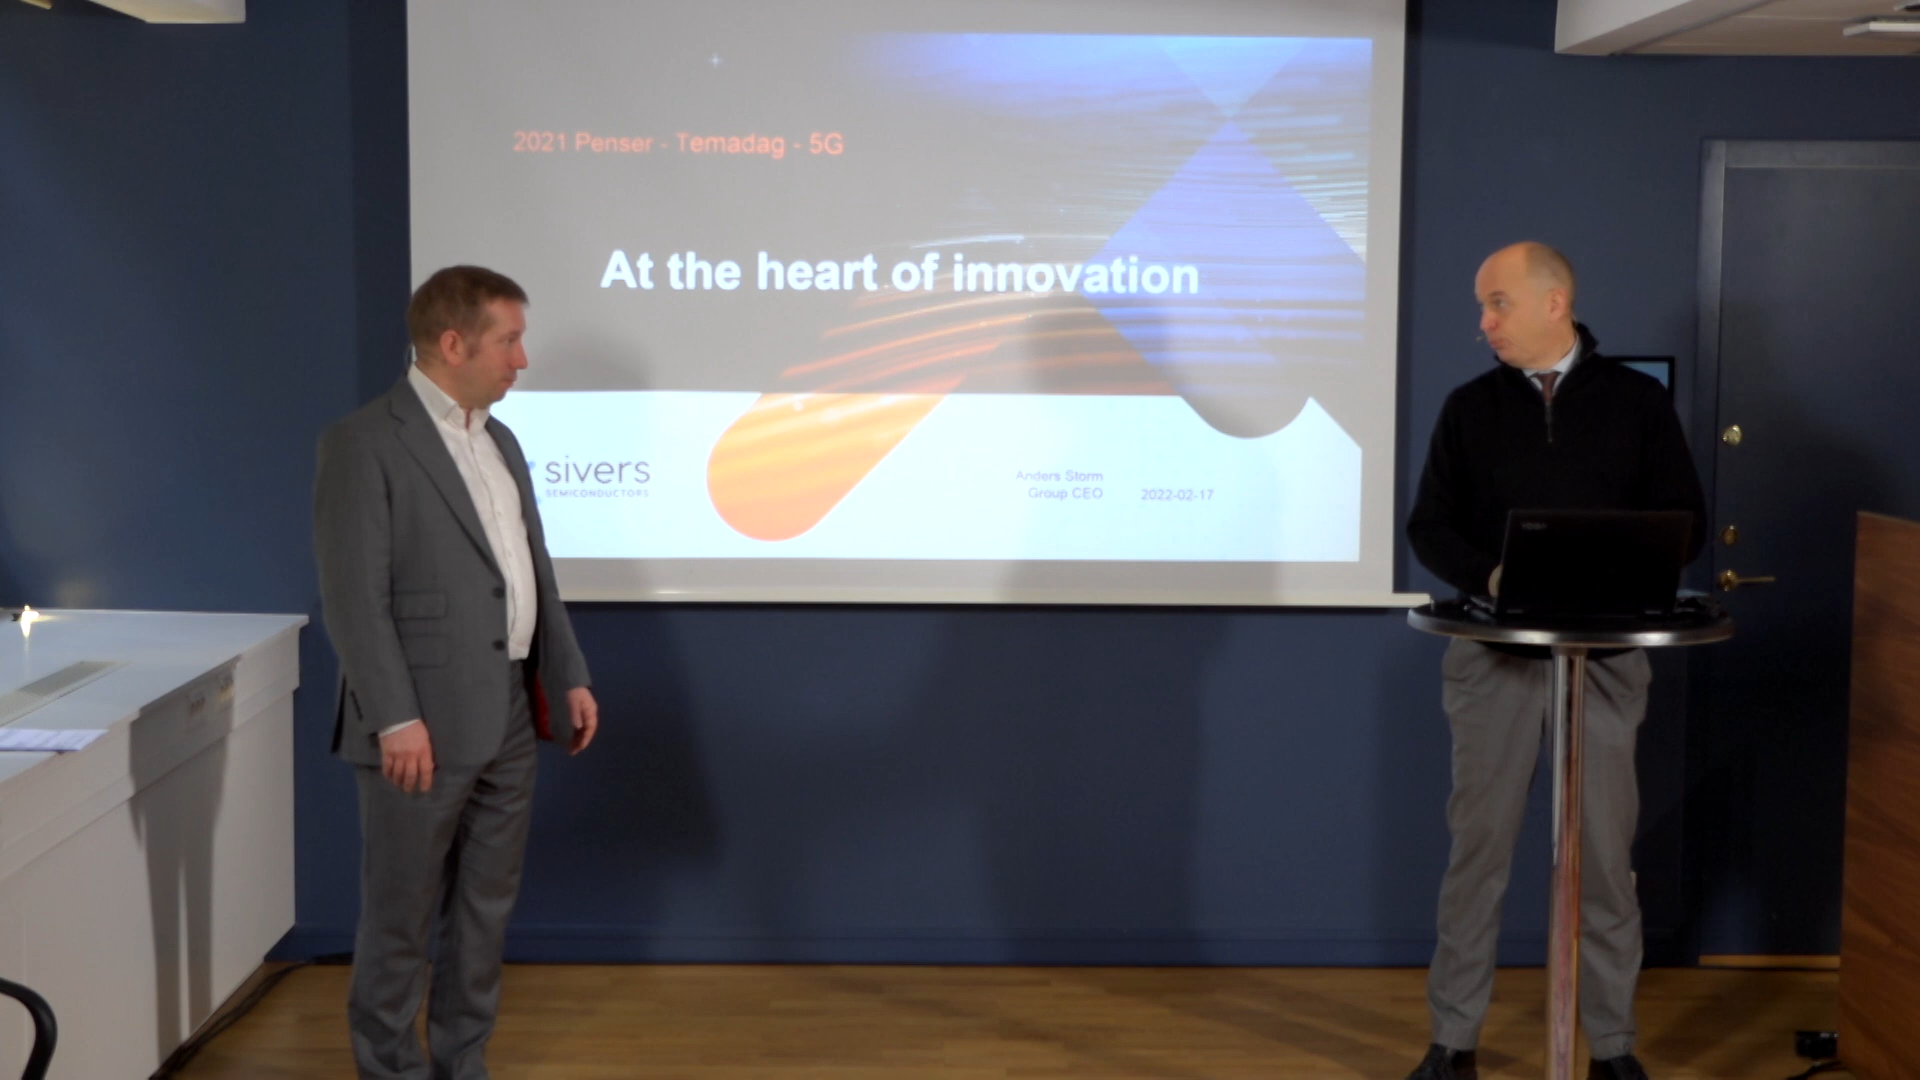 2021 Penser - Temadag - 5G
At the heart of innovation
sivers
SEMICONDUCTORS
Anders Storm
Group CEO
2022-02-17